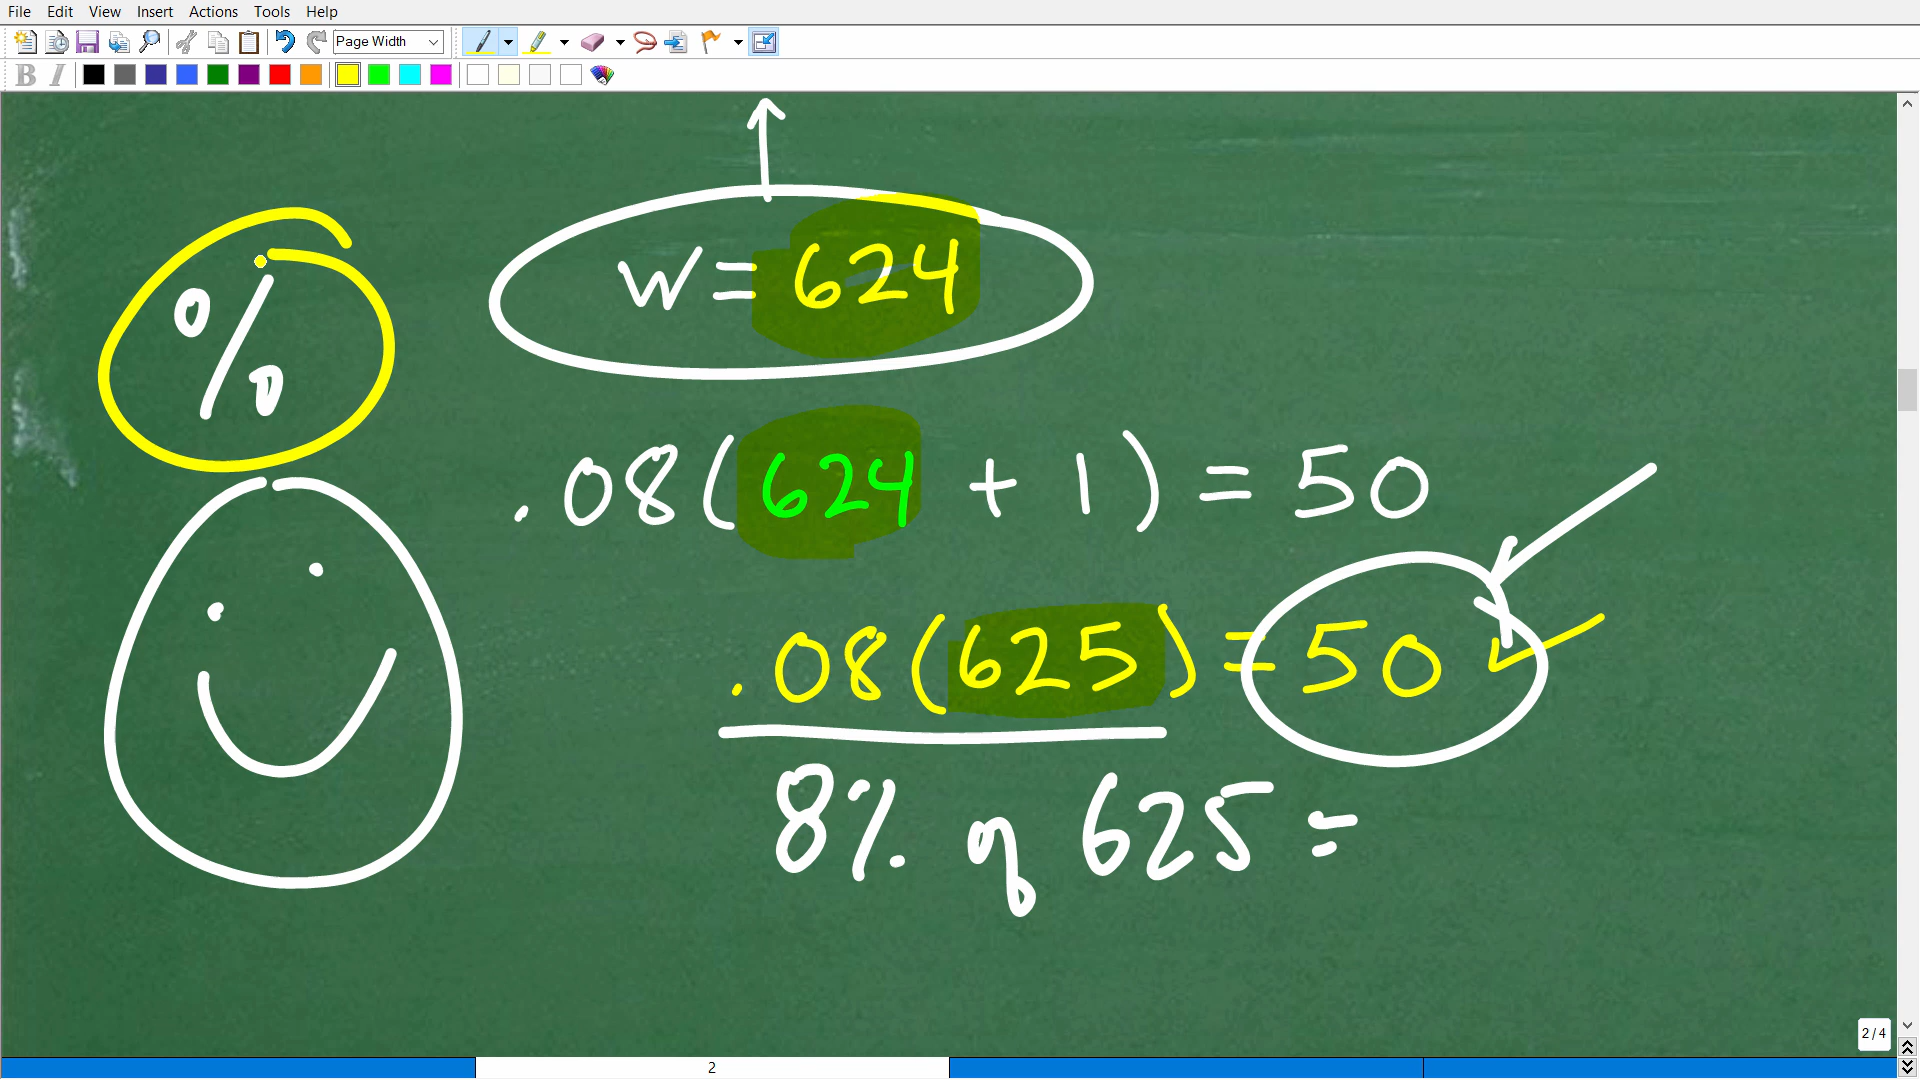 File Edit View Insert Actions Tools Help
Page Width
B I
%
w = 624
.08(624 + 1) = 50
.08(625) = 50
8% of 625 =
2 / 4
2